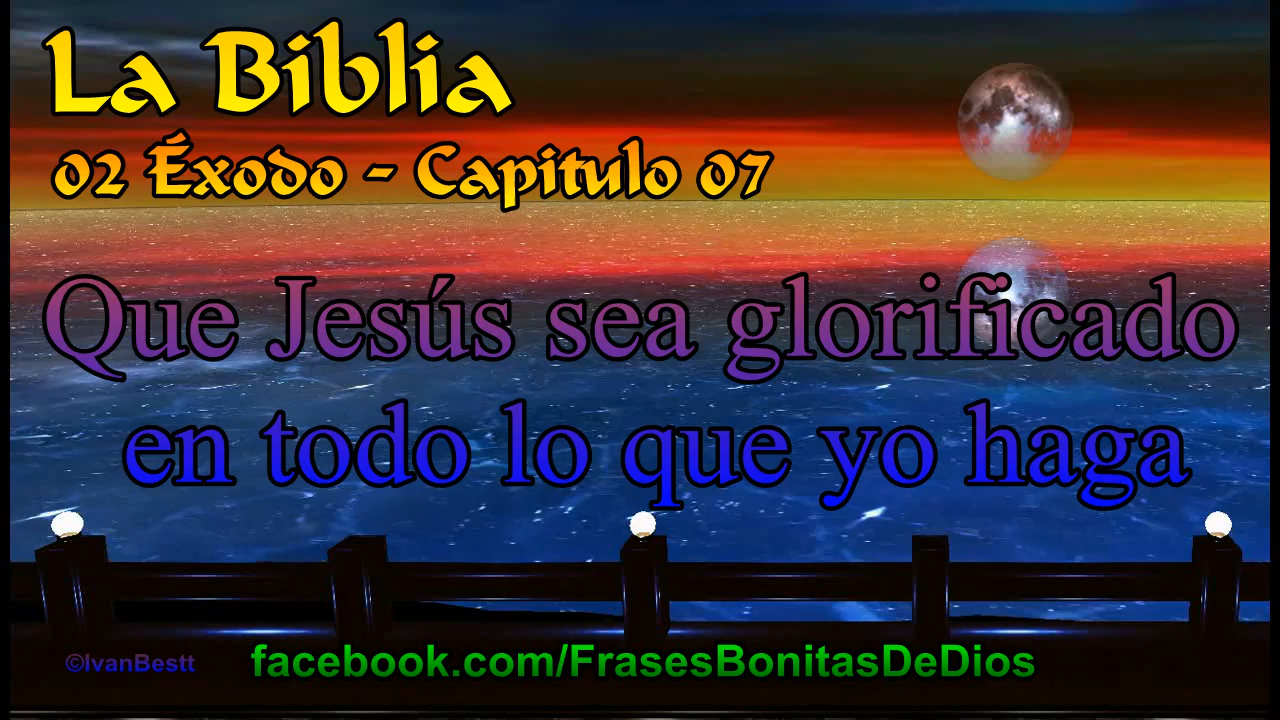 La Biblia
02 Éxodo - Capitulo 07
Que Jesús sea glorificado
en todo lo que yo haga
©IvanBestt
facebook.com/FrasesBonitasDeDios